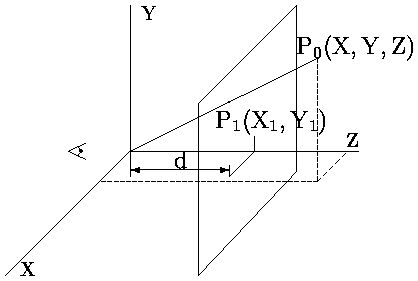 Y
P₀(X, Y, Z)
P₁(X₁, Y₁)
Z
d
X